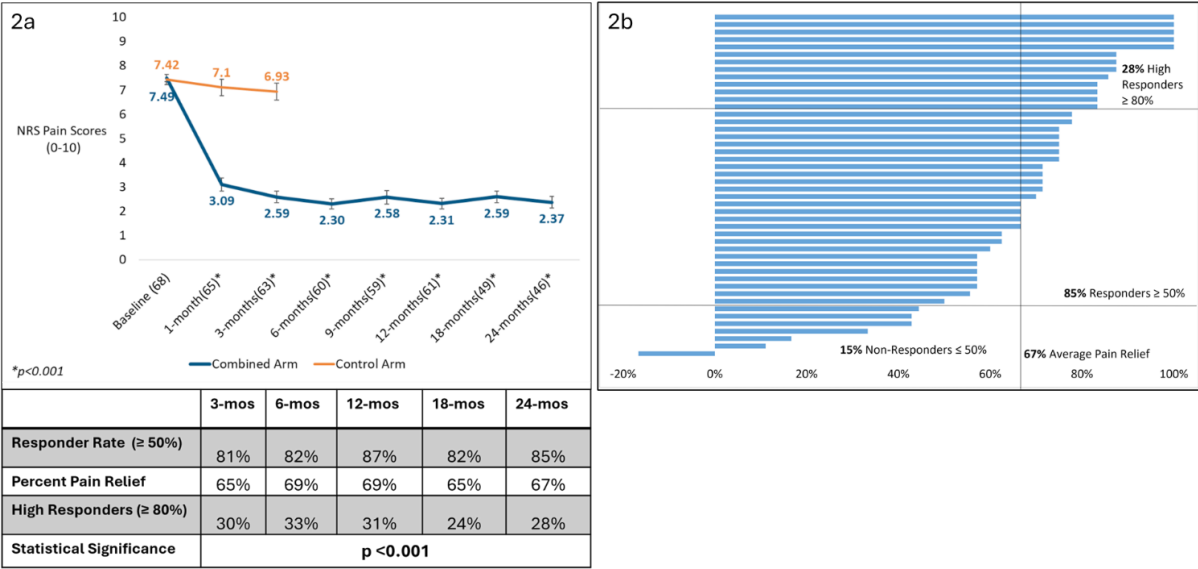 2a
10
9
8
7
6
5
4
3
2
1
0
NRS Pain Scores
(0-10)
7.42
7.1
6.93
7.49
3.09
2.59
2.30
2.58
2.31
2.59
2.37
Baseline (68)
1-month(65)*
3-months(63)*
6-months(60)*
9-months(59)*
12-months(61)*
18-months(49)*
24-months(46)*
Combined Arm
Control Arm
*p<0.001
3-mos 6-mos 12-mos 18-mos 24-mos
Responder Rate (≥ 50%) 81% 82% 87% 82% 85%
Percent Pain Relief 65% 69% 69% 65% 67%
High Responders (≥ 80%) 30% 33% 31% 24% 28%
Statistical Significance p <0.001
2b
28% High
Responders
≥ 80%
85% Responders ≥ 50%
15% Non-Responders ≤ 50%
67% Average Pain Relief
-20% 0% 20% 40% 60% 80% 100%